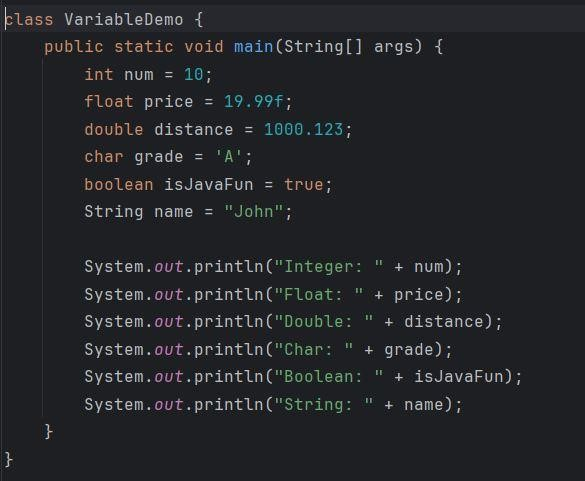 class VariableDemo {
    public static void main(String[] args) {
        int num = 10;
        float price = 19.99f;
        double distance = 1000.123;
        char grade = 'A';
        boolean isJavaFun = true;
        String name = "John";

        System.out.println("Integer: " + num);
        System.out.println("Float: " + price);
        System.out.println("Double: " + distance);
        System.out.println("Char: " + grade);
        System.out.println("Boolean: " + isJavaFun);
        System.out.println("String: " + name);
    }
}